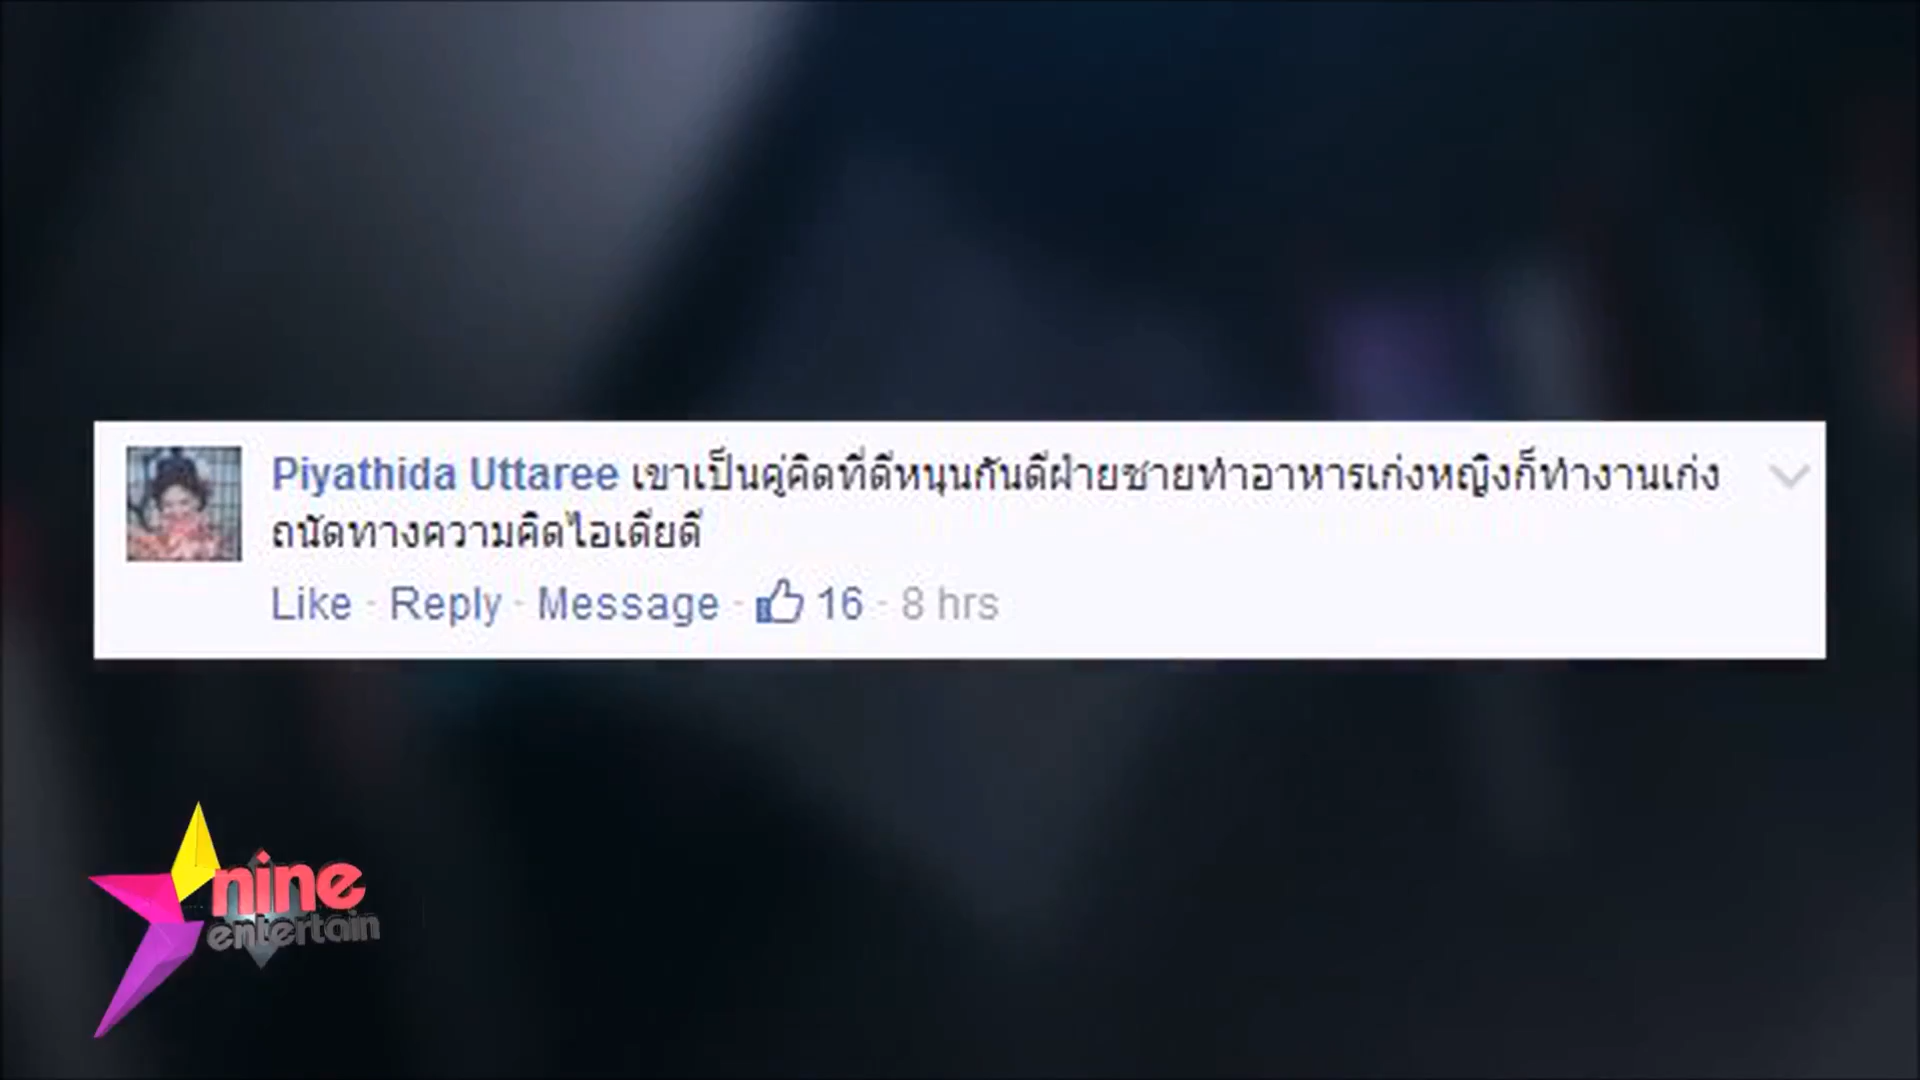 Piyathida Uttaree เขาเป็นคู่คิดที่ดีหนุนกันดีฝ่ายชายทำอาหารเก่งหญิงก็ทำงานเก่ง
ถนัดทางความคิดไอเดียดี
Like · Reply · Message · 16 · 8 hrs
nine
entertain